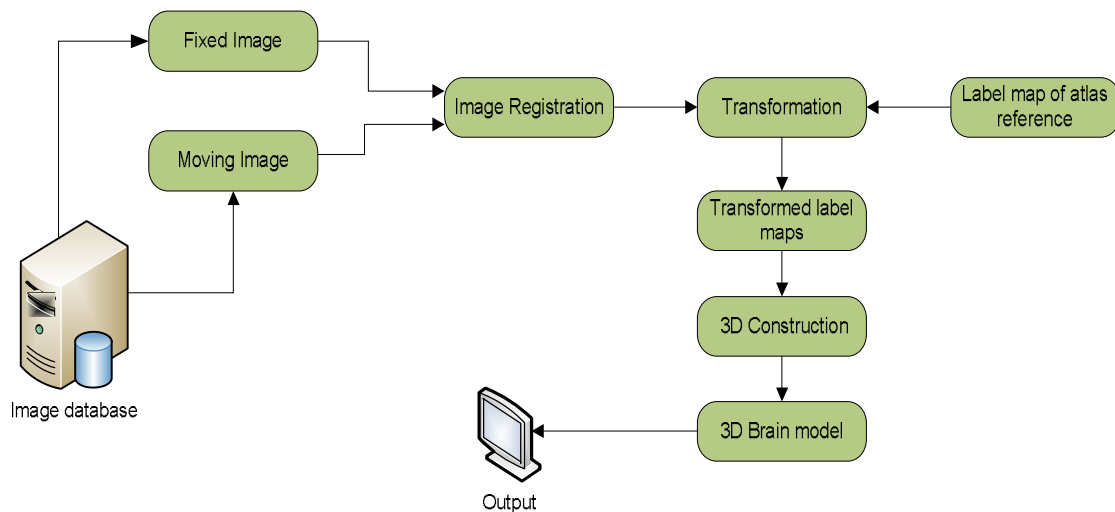 Fixed Image
Moving Image
Image Registration
Transformation
Label map of atlas
reference
Transformed label
maps
3D Construction
3D Brain model
Image database
Output